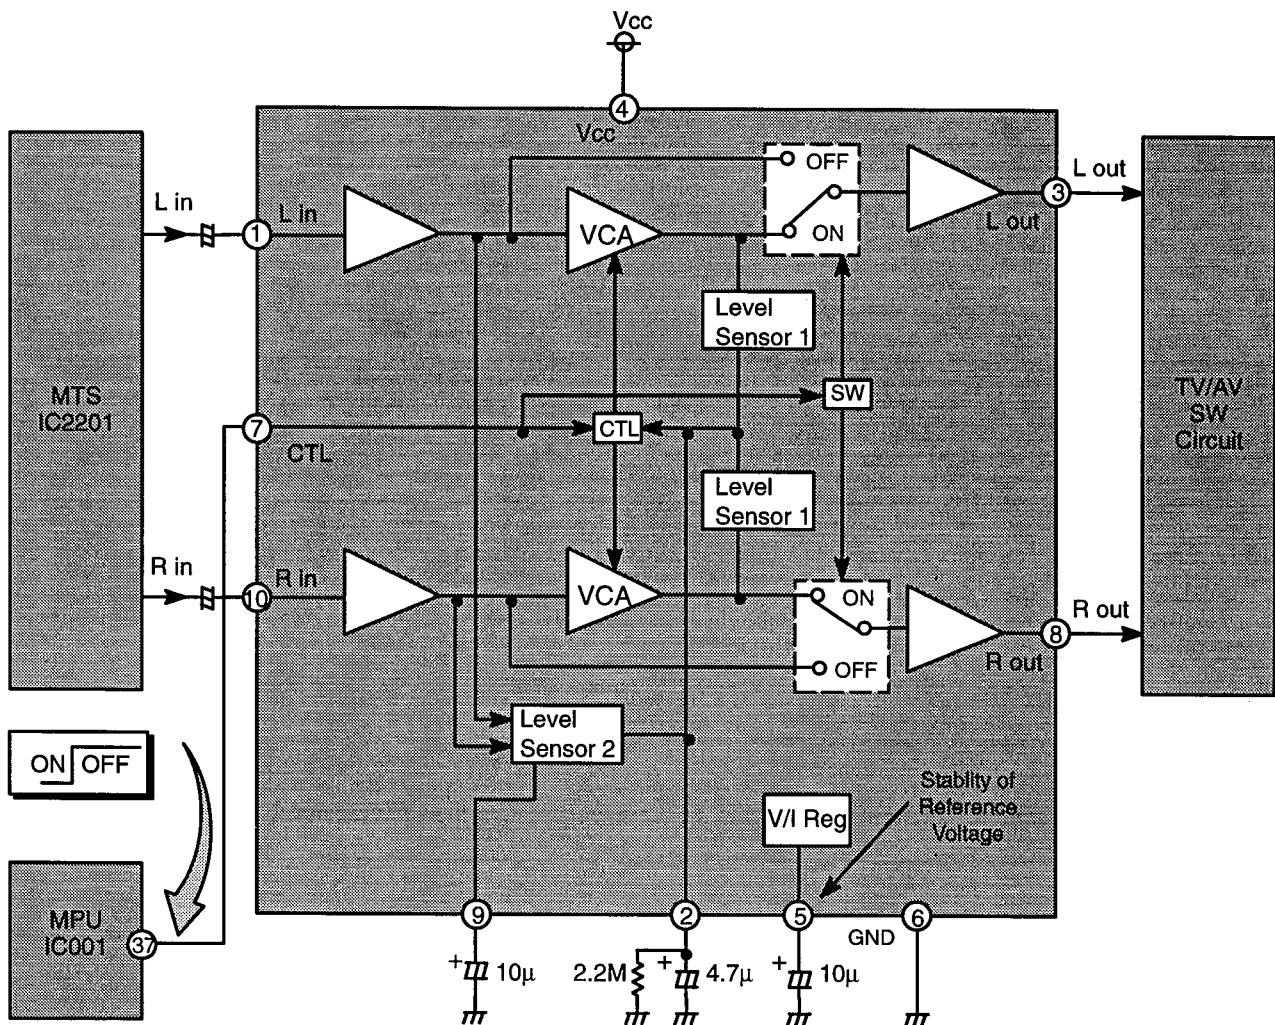 Vcc
4
Vcc
OFF
L in
L in
1
VCA
ON
L out
3
L out
Level
Sensor 1
MTS
IC2201
SW
TV/AV
SW
Circuit
7
CTL
CTL
Level
Sensor 1
R in
R in
10
VCA
ON
OFF
R out
8
R out
Level
Sensor 2
ON OFF
Stablity of
Reference
Voltage
V/I Reg
MPU
IC001
37
9
2
5
GND
6
+ 10µ
2.2M
+ 4.7µ
+ 10µ